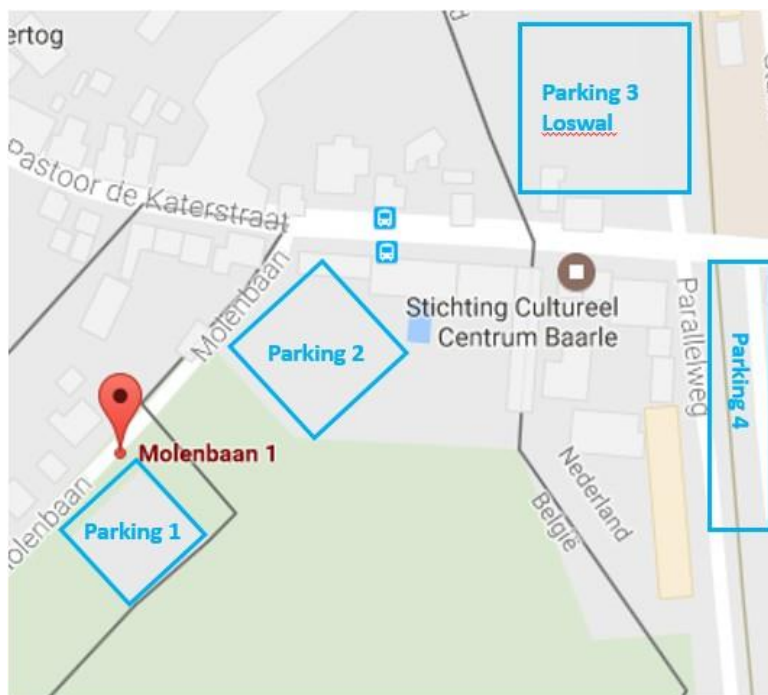 ertog
Parking 3
Loswal
Pastoor de Katerstraat
Molenbaan
Stichting Cultureel
Centrum Baarle
Parking 2
Parallelweg
Parking 4
Molenbaan 1
Nederland
België
Parking 1
Molenbaan